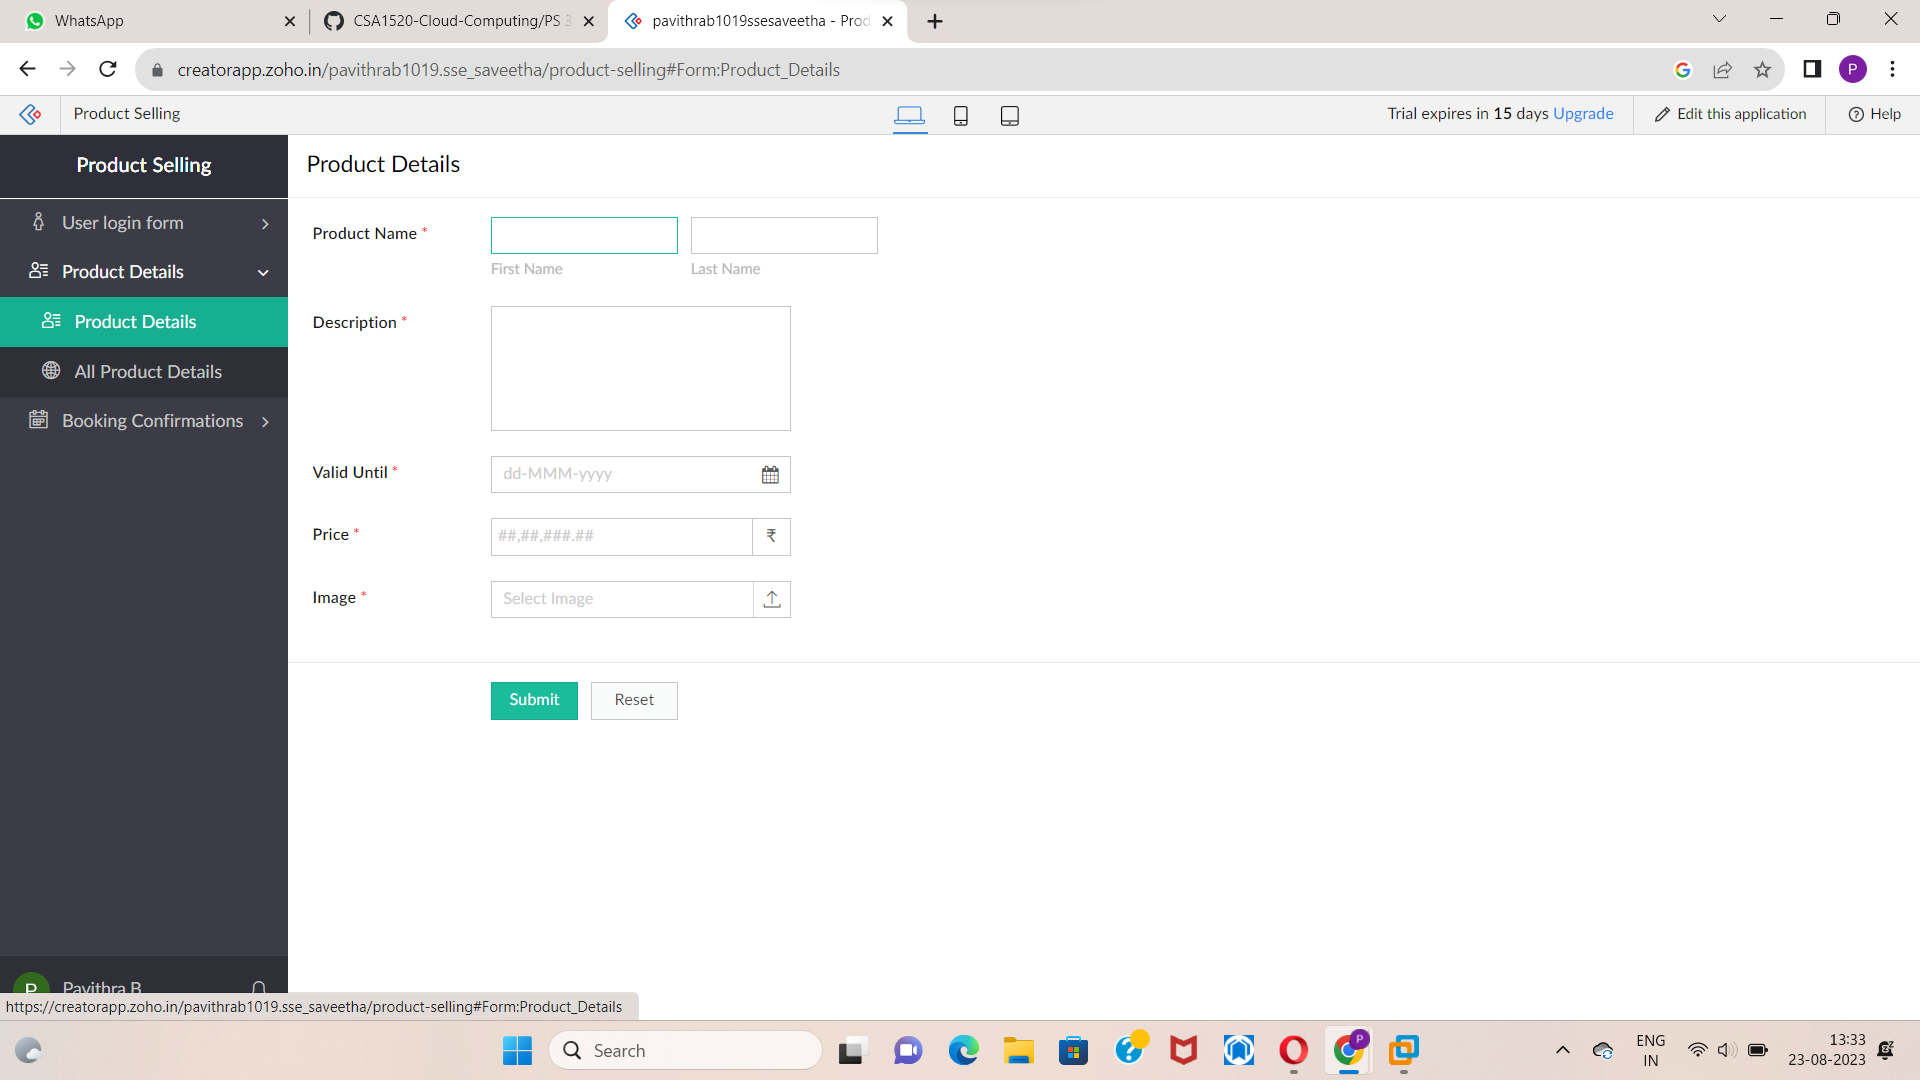 WhatsApp
CSA1520-Cloud-Computing/PS 3
pavithrab1019ssesaveetha - Prod
creatorapp.zoho.in/pavithrab1019.sse_saveetha/product-selling#Form:Product_Details
P
Product Selling
Trial expires in 15 days Upgrade
Edit this application
Help
Product Selling
Product Details
User login form
Product Details
Product Details
All Product Details
Booking Confirmations
Product Name *
First Name
Last Name
Description *
Valid Until *
dd-MMM-yyyy
Price *
##,##,###.##
₹
Image *
Select Image
Submit
Reset
P
Pavithra B
https://creatorapp.zoho.in/pavithrab1019.sse_saveetha/product-selling#Form:Product_Details
Search
P
ENG
IN
13:33
23-08-2023